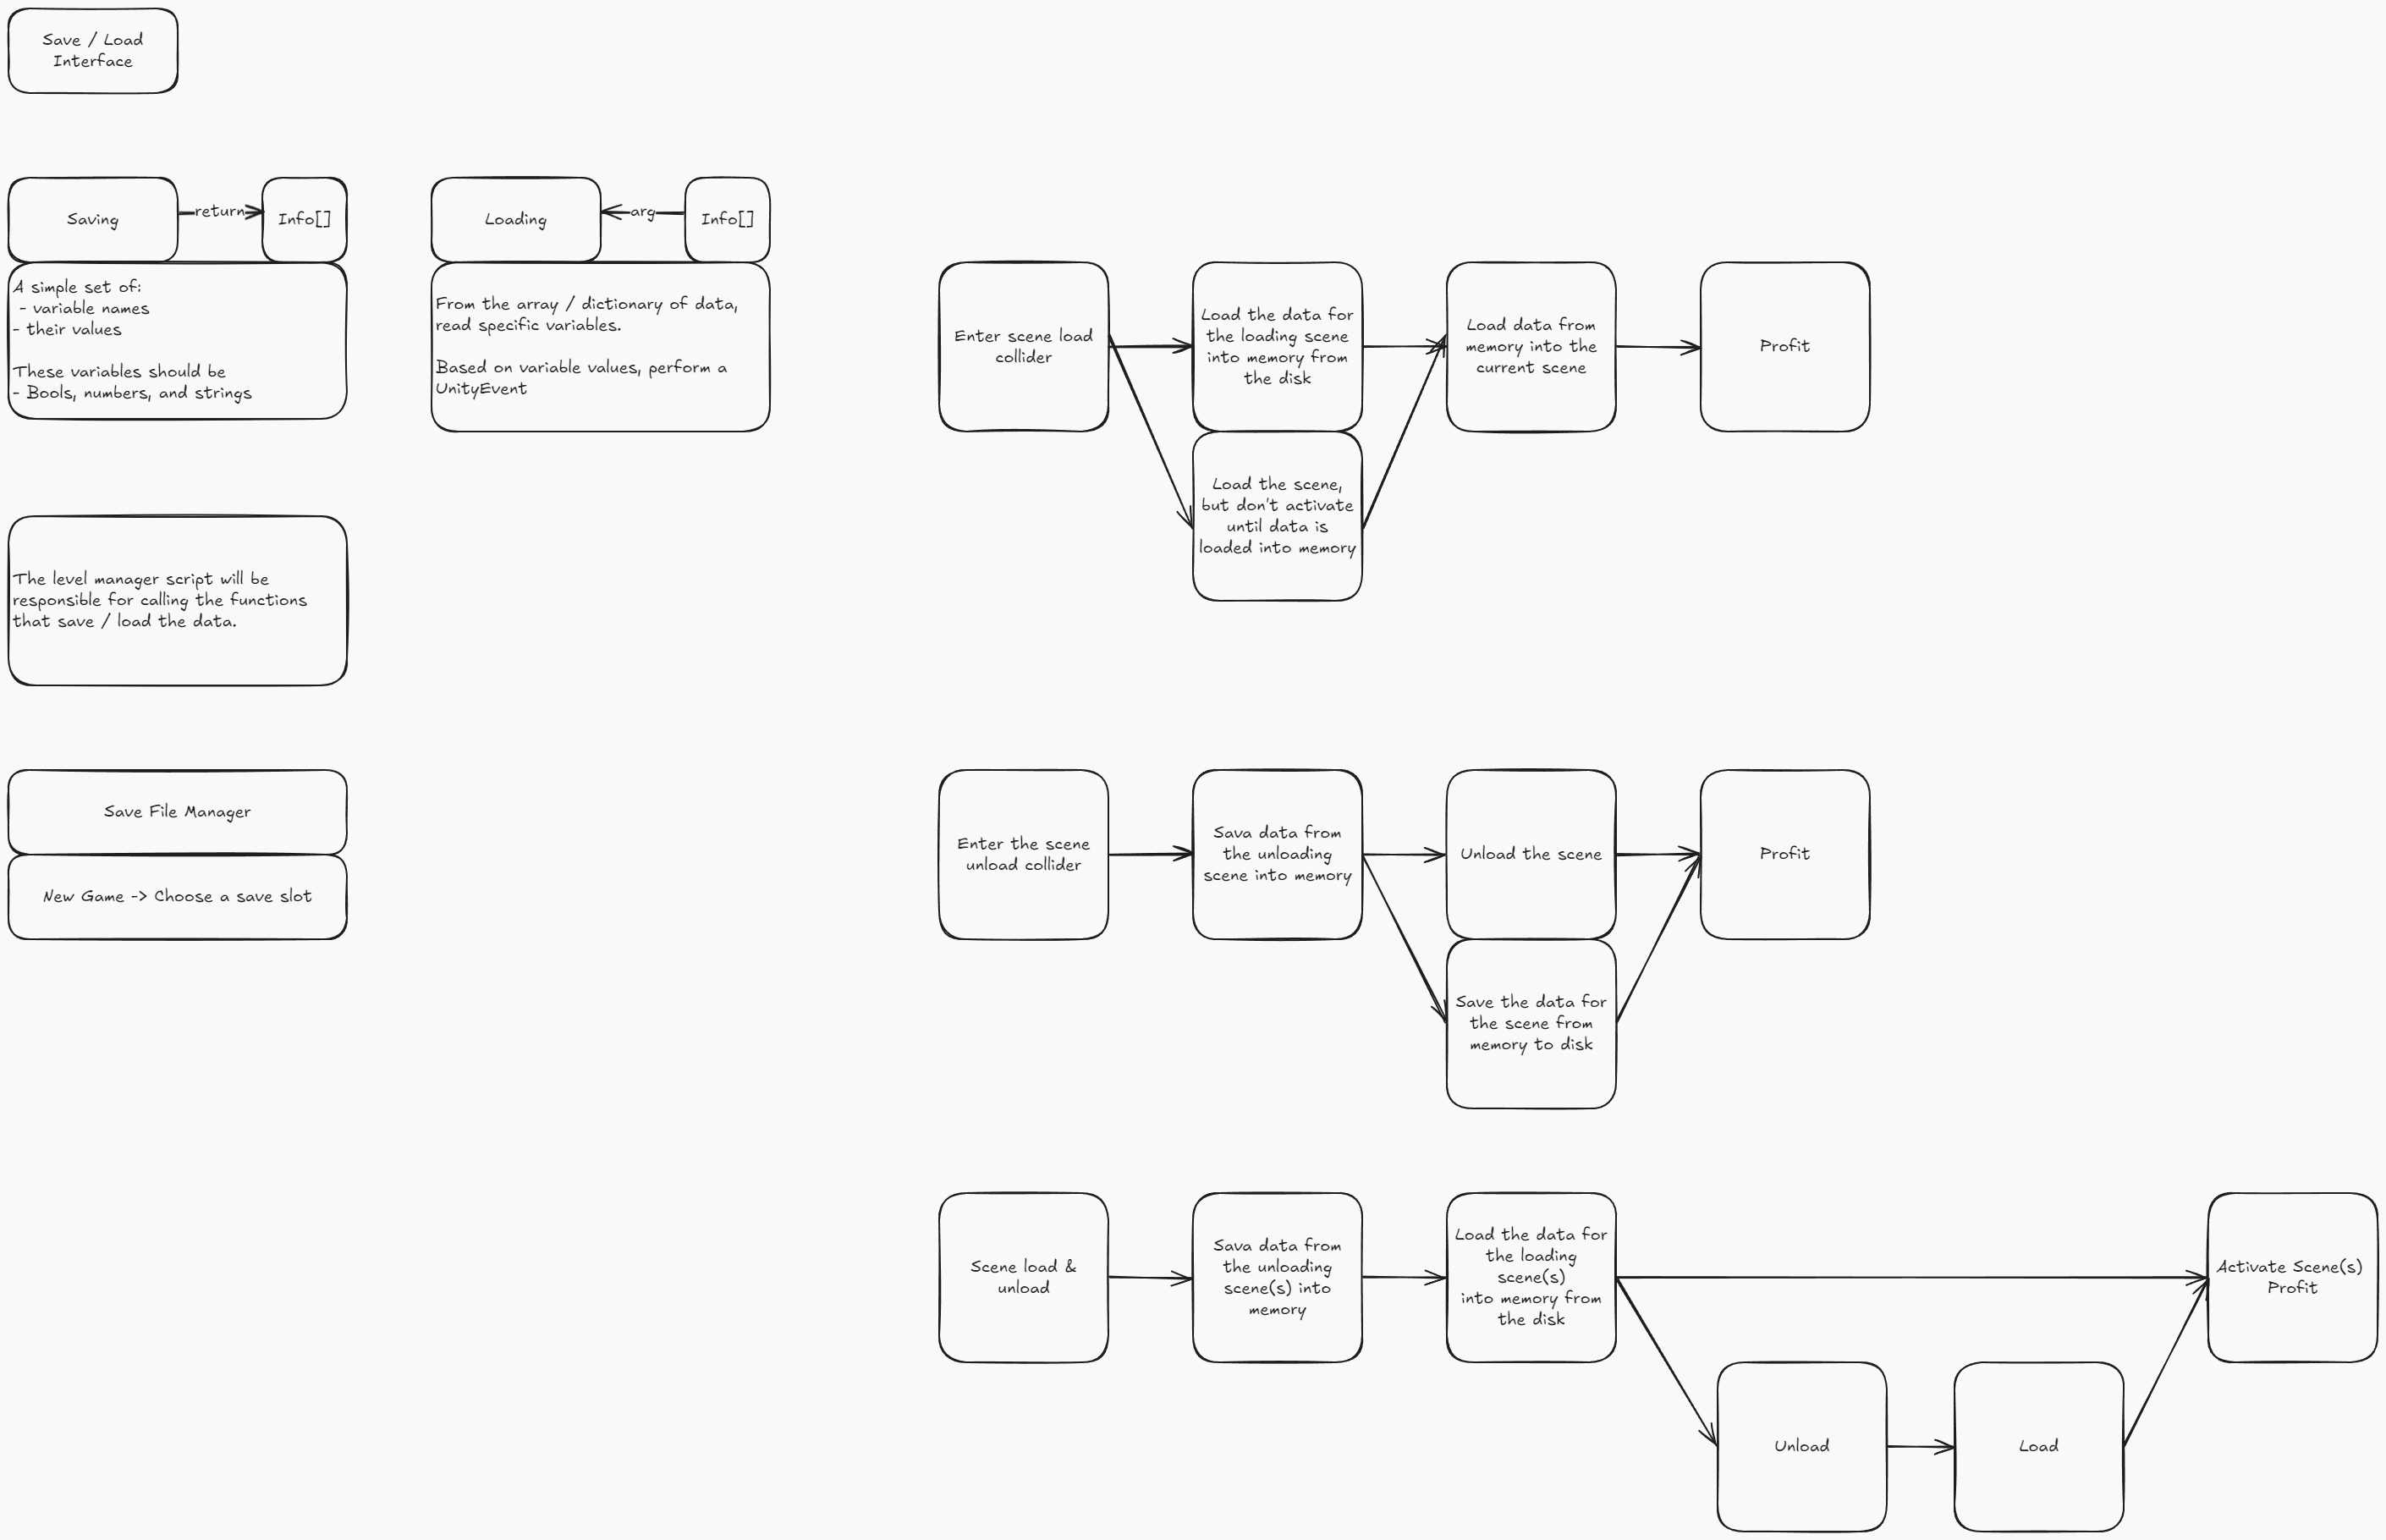 Save / Load
Interface
Saving
return
Info[]
Loading
arg
Info[]
A simple set of:
- variable names
- their values
These variables should be
- Bools, numbers, and strings
From the array / dictionary of data,
read specific variables.
Based on variable values, perform a
UnityEvent
The level manager script will be
responsible for calling the functions
that save / load the data.
Save File Manager
New Game -> Choose a save slot
Enter scene load
collider
Load the data for
the loading scene
into memory from
the disk
Load the scene,
but don't activate
until data is
loaded into memory
Load data from
memory into the
current scene
Profit
Enter the scene
unload collider
Sava data from
the unloading
scene into memory
Unload the scene
Save the data for
the scene from
memory to disk
Profit
Scene load &
unload
Sava data from
the unloading
scene(s) into
memory
Load the data for
the loading
scene(s)
into memory from
the disk
Unload
Load
Activate Scene(s)
Profit